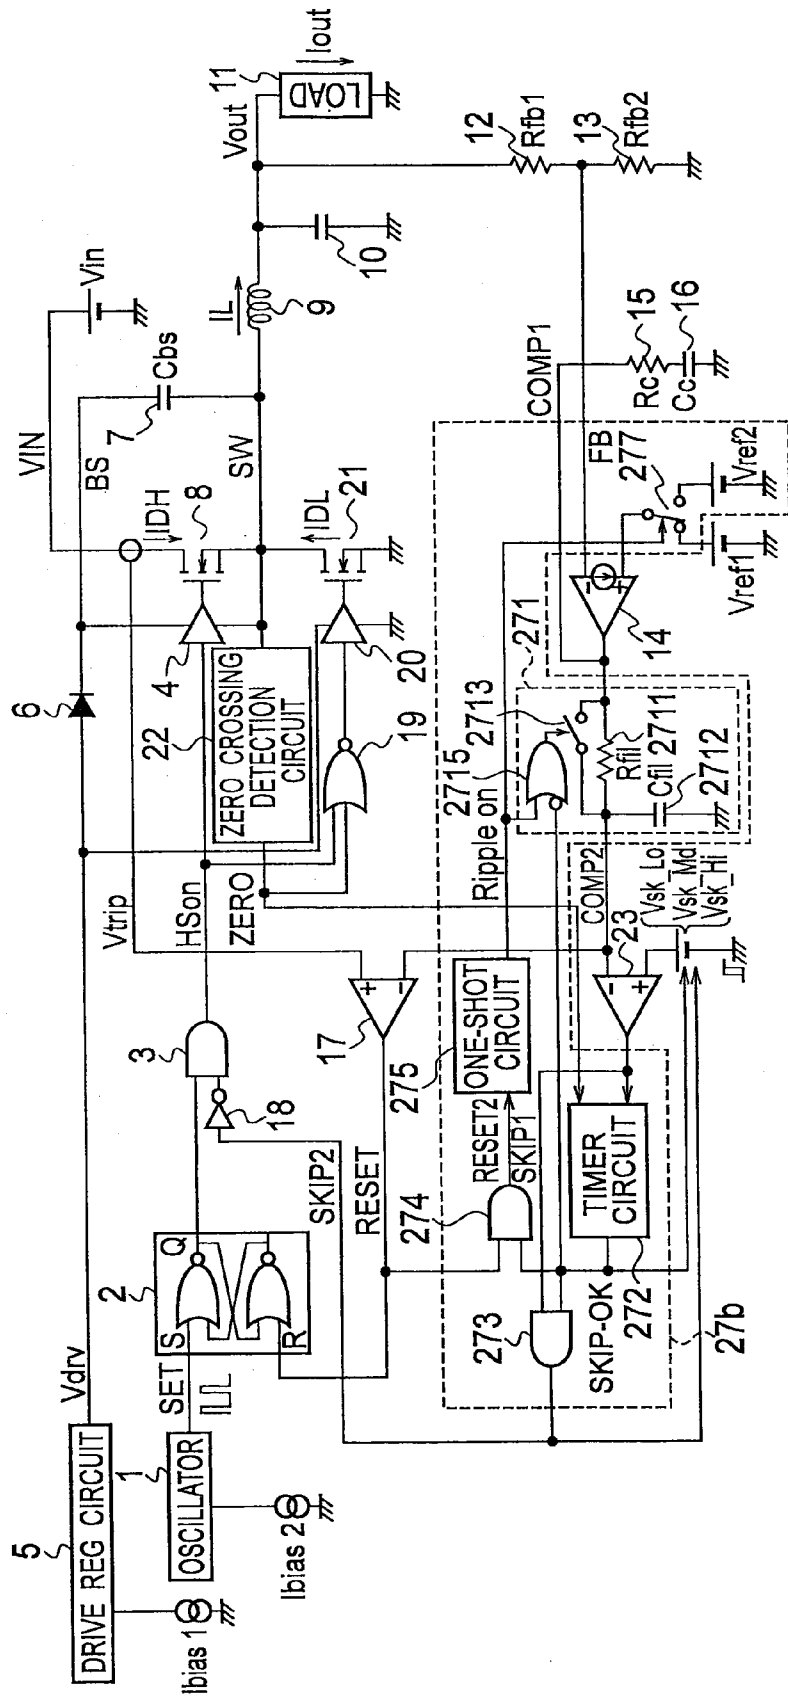 5
DRIVE REG CIRCUIT
Ibias 1
Vdrv
1
OSCILLATOR
Ibias 2
SET
2
S
Q
R
3
18
SKIP2
RESET
HSon
ZERO
Vtrip
17
6
4
22
ZERO CROSSING
DETECTION
CIRCUIT
19
20
21
8
IDH
IDL
VIN
BS
SW
7
Cbs
Vin
IL
9
10
Vout
11
LOAD
Iout
12
Rfb1
13
Rfb2
COMP1
15
Rc
16
Cc
FB
277
Vref2
Vref1
14
271
2713
2715
Rfil
2711
Cfil
2712
Ripple on
COMP2
Vsk_Lo
Vsk_Md
Vsk_Hi
23
275
ONE-SHOT
CIRCUIT
RESET2
SKIP1
274
TIMER
CIRCUIT
272
273
SKIP-OK
27b